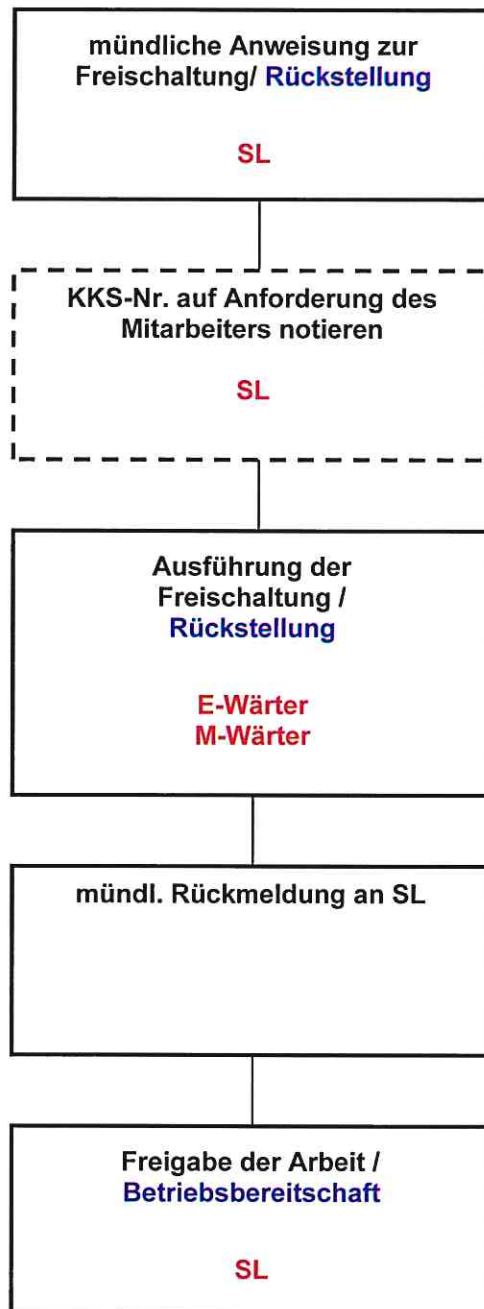 mündliche Anweisung zur
Freischaltung/ Rückstellung
SL
KKS-Nr. auf Anforderung des
Mitarbeiters notieren
SL
Ausführung der
Freischaltung /
Rückstellung
E-Wärter
M-Wärter
mündl. Rückmeldung an SL
Freigabe der Arbeit /
Betriebsbereitschaft
SL